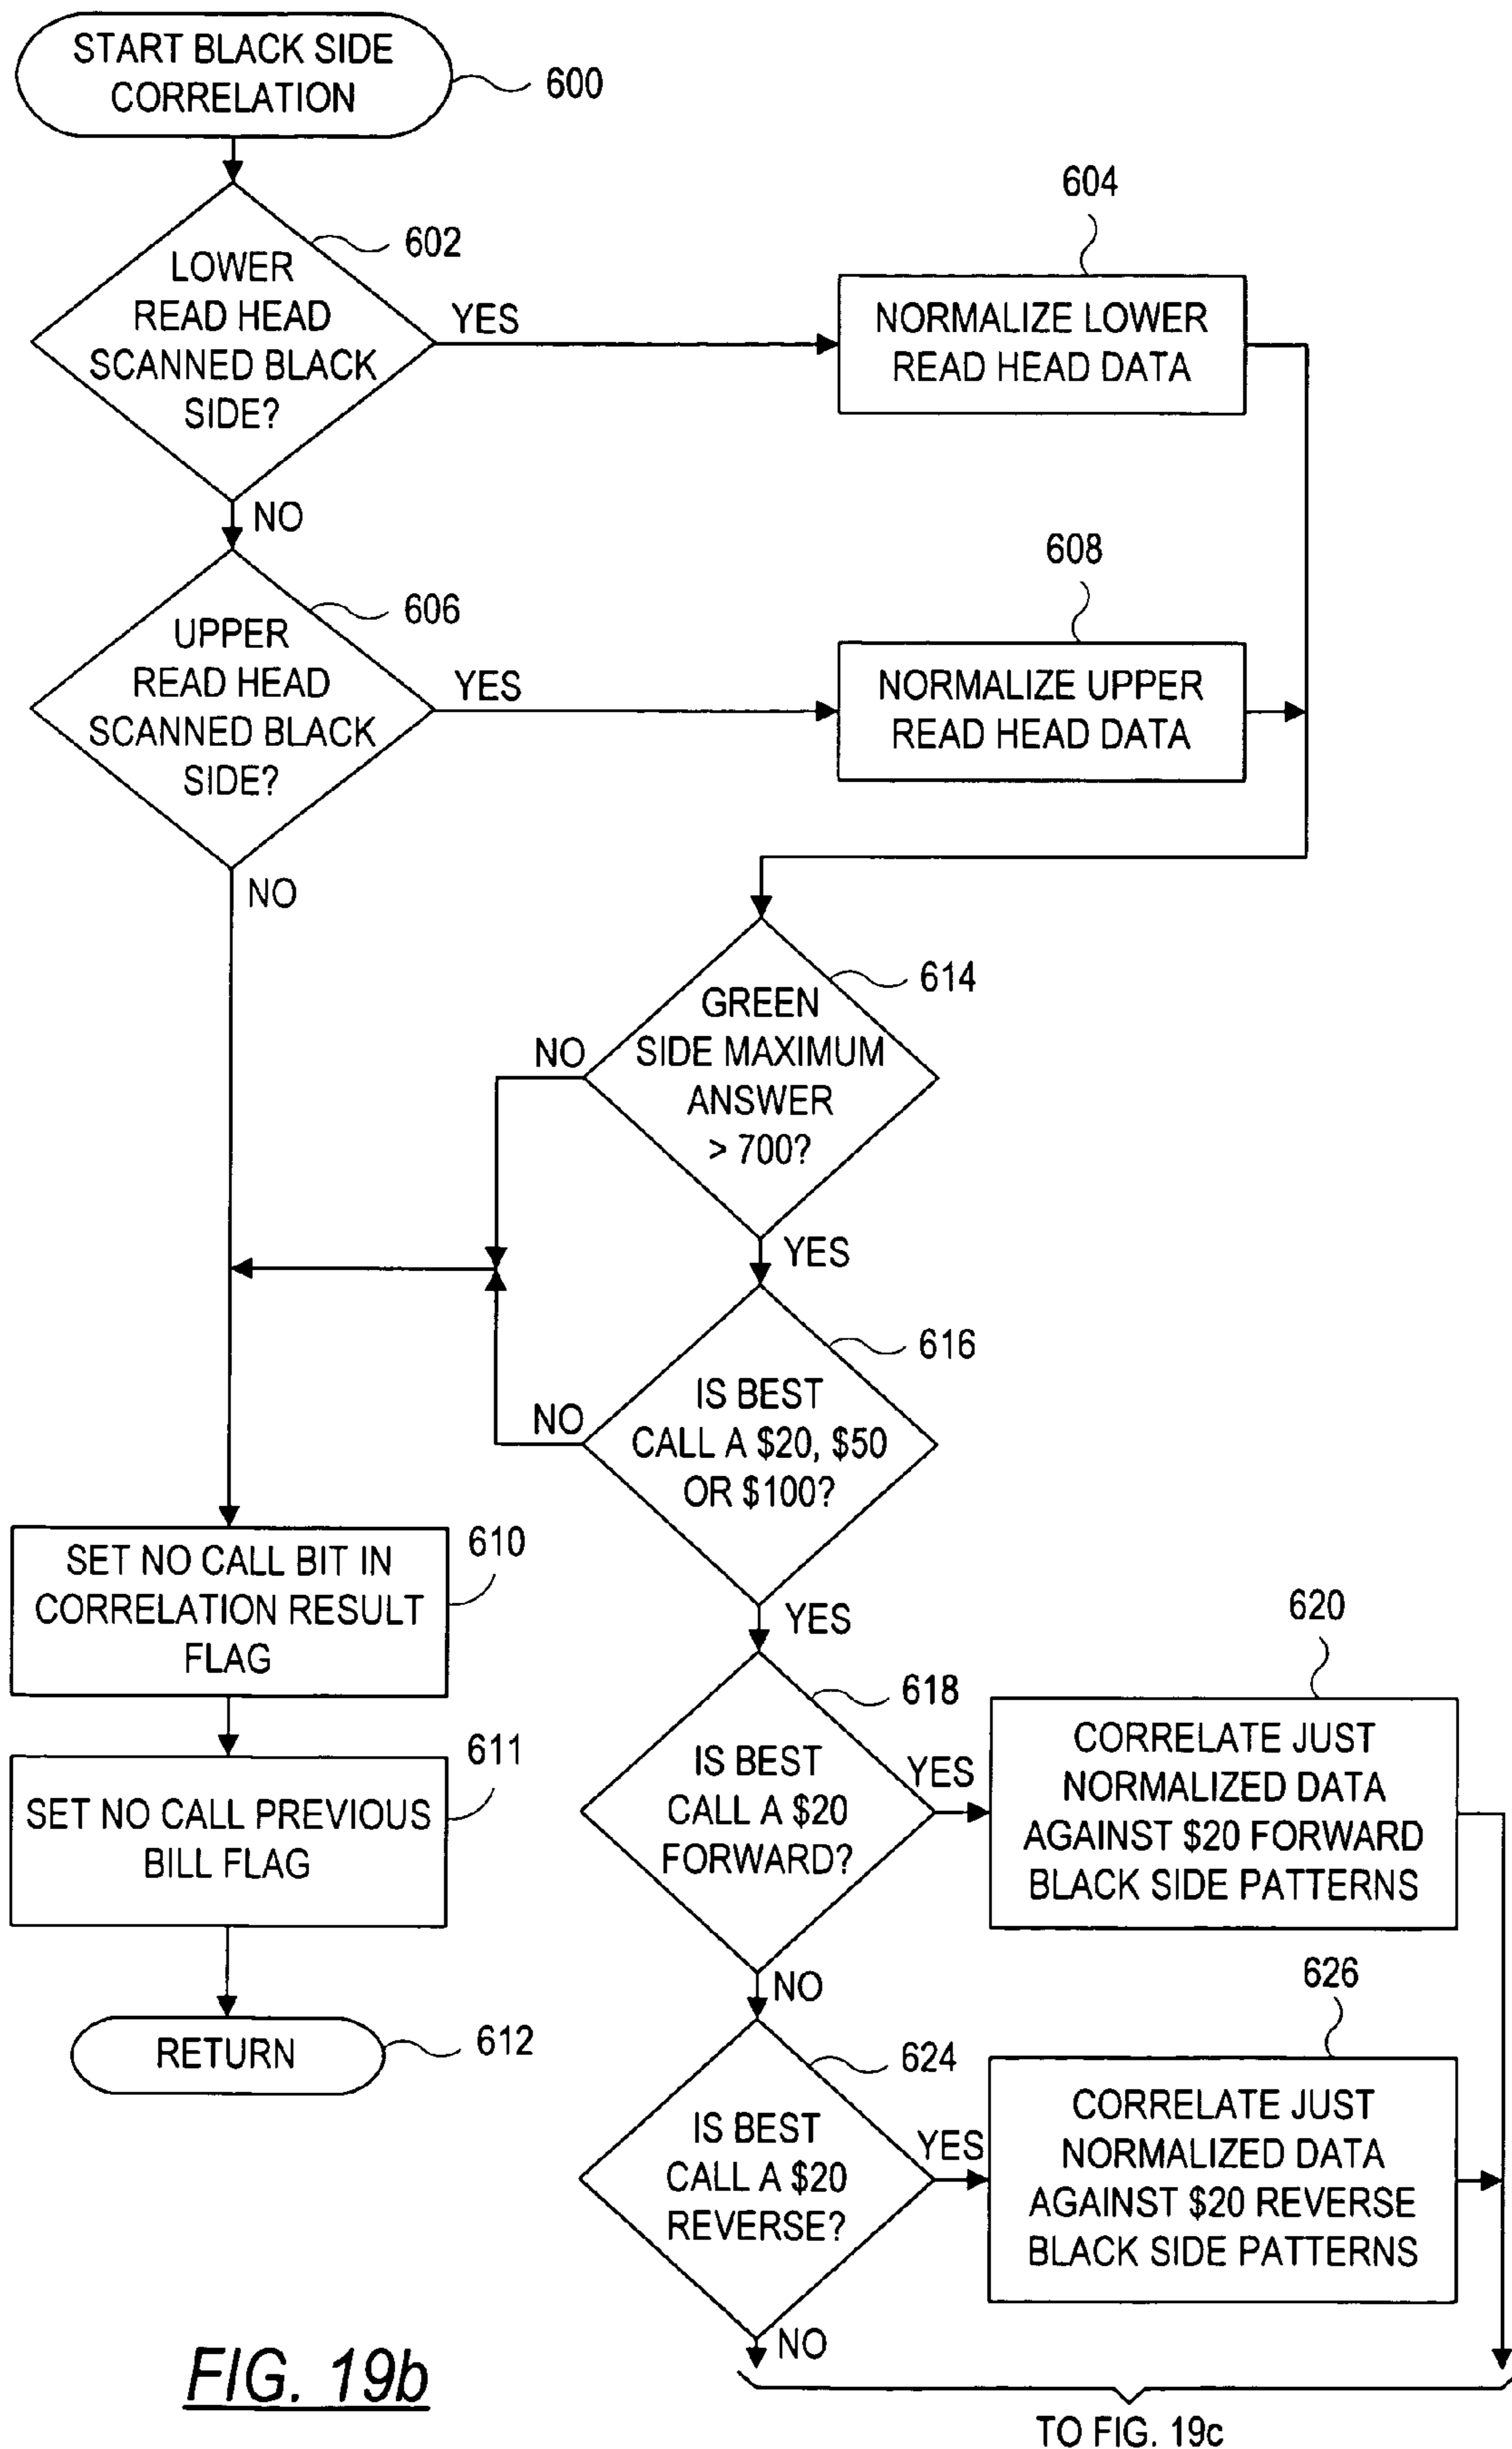 START BLACK SIDE
CORRELATION
600
602
LOWER
READ HEAD
SCANNED BLACK
SIDE?
YES
604
NORMALIZE LOWER
READ HEAD DATA
NO
606
UPPER
READ HEAD
SCANNED BLACK
SIDE?
YES
608
NORMALIZE UPPER
READ HEAD DATA
NO
614
GREEN
SIDE MAXIMUM
ANSWER
> 700?
NO
YES
616
IS BEST
CALL A $20, $50
OR $100?
NO
YES
610
SET NO CALL BIT IN
CORRELATION RESULT
FLAG
611
SET NO CALL PREVIOUS
BILL FLAG
RETURN
612
618
IS BEST
CALL A $20
FORWARD?
YES
620
CORRELATE JUST
NORMALIZED DATA
AGAINST $20 FORWARD
BLACK SIDE PATTERNS
NO
624
IS BEST
CALL A $20
REVERSE?
YES
626
CORRELATE JUST
NORMALIZED DATA
AGAINST $20 REVERSE
BLACK SIDE PATTERNS
NO
TO FIG. 19c
FIG. 19b